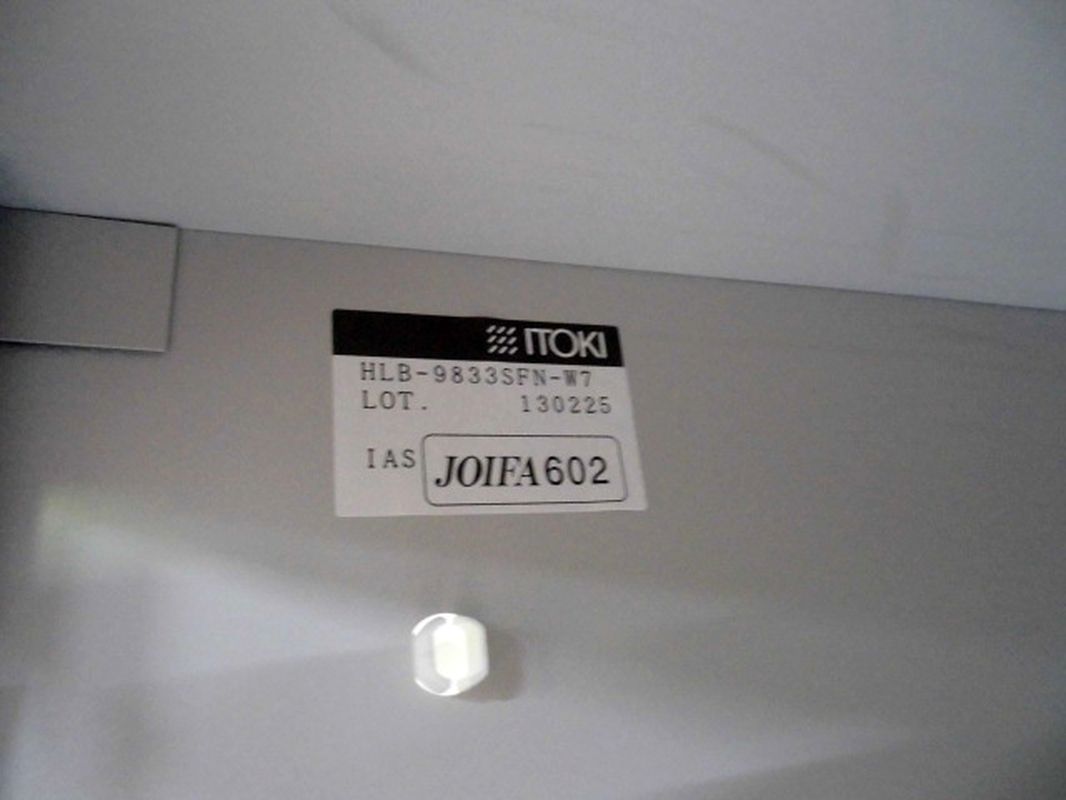 ITOKI
HLB-9833SFN-W7
LOT. 130225
IAS JOIFA602